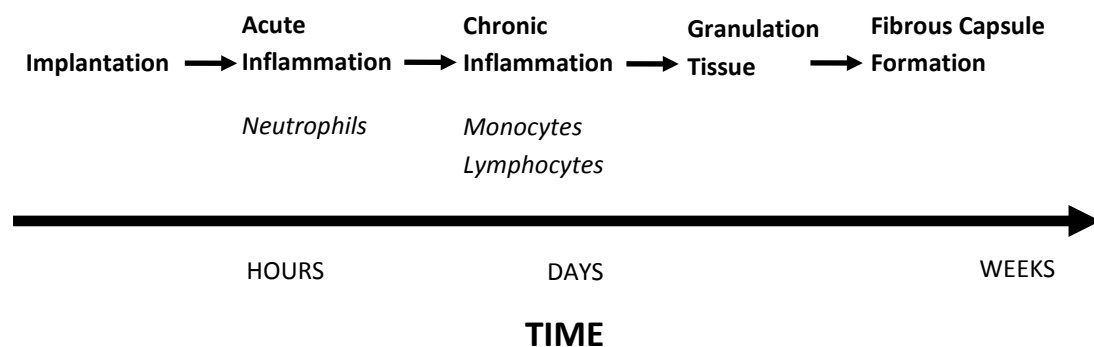 Implantation
Acute
Inflammation
Neutrophils
Chronic
Inflammation
Monocytes
Lymphocytes
Granulation
Tissue
Fibrous Capsule
Formation
HOURS
DAYS
WEEKS
TIME